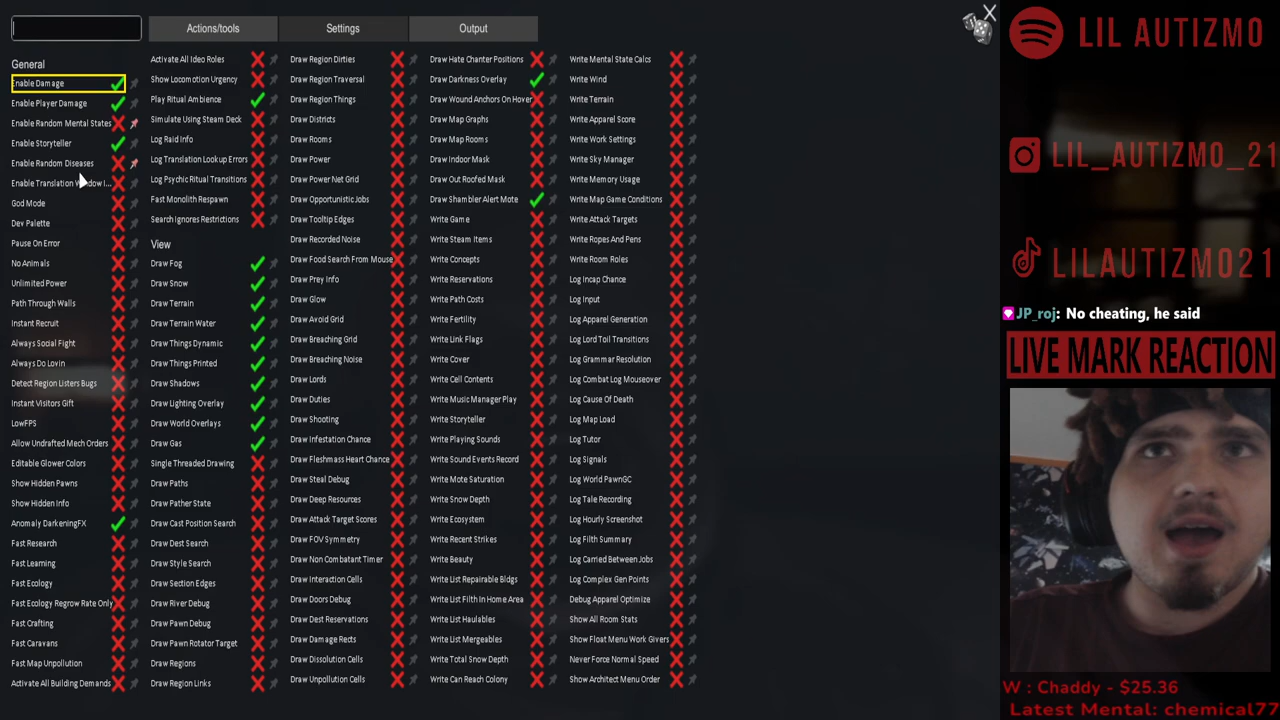 Actions/tools
Settings
Output
General
Enable Damage
Enable Player Damage
Enable Random Mental States
Enable Storyteller
Enable Random Diseases
Enable Translation Window I...
God Mode
Dev Palette
Pause On Error
No Animals
Unlimited Power
Path Through Walls
Instant Recruit
Always Social Fight
Always Do Lovin
Detect Region Listers Bugs
Instant Visitors Gift
LowFPS
Allow Undrafted Mech Orders
Editable Glower Colors
Show Hidden Pawns
Show Hidden Info
Anomaly DarkeningFX
Fast Research
Fast Learning
Fast Ecology
Fast Ecology Regrow Rate Only
Fast Crafting
Fast Caravans
Fast Map Unpollution
Activate All Building Demands
Activate All Ideo Roles
Show Locomotion Urgency
Play Ritual Ambience
Simulate Using Steam Deck
Log Raid Info
Log Translation Lookup Errors
Log Psychic Ritual Transitions
Fast Monolith Respawn
Search Ignores Restrictions
View
Draw Fog
Draw Snow
Draw Terrain
Draw Terrain Water
Draw Things Dynamic
Draw Things Printed
Draw Shadows
Draw Lighting Overlay
Draw World Overlays
Draw Gas
Single Threaded Drawing
Draw Paths
Draw Pather State
Draw Cast Position Search
Draw Dest Search
Draw Style Search
Draw Section Edges
Draw River Debug
Draw Pawn Debug
Draw Pawn Rotator Target
Draw Regions
Draw Region Links
Draw Region Dirties
Draw Region Traversal
Draw Region Things
Draw Districts
Draw Rooms
Draw Power
Draw Power Net Grid
Draw Opportunistic Jobs
Draw Tooltip Edges
Draw Recorded Noise
Draw Food Search From Mouse
Draw Prey Info
Draw Glow
Draw Avoid Grid
Draw Breaching Grid
Draw Breaching Noise
Draw Lords
Draw Duties
Draw Shooting
Draw Infestation Chance
Draw Fleshmass Heart Chance
Draw Steal Debug
Draw Deep Resources
Draw Attack Target Scores
Draw FOV Symmetry
Draw Non Combatant Timer
Draw Interaction Cells
Draw Doors Debug
Draw Dest Reservations
Draw Damage Rects
Draw Dissolution Cells
Draw Unpollution Cells
Draw Hate Chanter Positions
Draw Darkness Overlay
Draw Wound Anchors On Hover
Draw Map Graphs
Draw Map Rooms
Draw Indoor Mask
Draw Out Roofed Mask
Draw Shambler Alert Mote
Write Game
Write Steam Items
Write Concepts
Write Reservations
Write Path Costs
Write Fertility
Write Link Flags
Write Cover
Write Cell Contents
Write Music Manager Play
Write Storyteller
Write Playing Sounds
Write Sound Events Record
Write Mote Saturation
Write Snow Depth
Write Ecosystem
Write Recent Strikes
Write Beauty
Write List Repairable Bldgs
Write List Filth In Home Area
Write List Haulables
Write List Mergeables
Write Total Snow Depth
Write Can Reach Colony
Write Mental State Calcs
Write Wind
Write Terrain
Write Apparel Score
Write Work Settings
Write Sky Manager
Write Memory Usage
Write Map Game Conditions
Write Attack Targets
Write Ropes And Pens
Write Room Roles
Log Incap Chance
Log Input
Log Apparel Generation
Log Lord Toil Transitions
Log Grammar Resolution
Log Combat Log Mouseover
Log Cause Of Death
Log Map Load
Log Tutor
Log Signals
Log World PawnGC
Log Tale Recording
Log Hourly Screenshot
Log Filth Summary
Log Carried Between Jobs
Log Complex Gen Points
Debug Apparel Optimize
Show All Room Stats
Show Float Menu Work Givers
Never Force Normal Speed
Show Architect Menu Order
LIL AUTIZMO
LIL_AUTIZMO_21
LILAUTIZMO21
JP_roj: No cheating, he said
LIVE MARK REACTION
W : Chaddy - $25.36
Latest Mental: chemical77